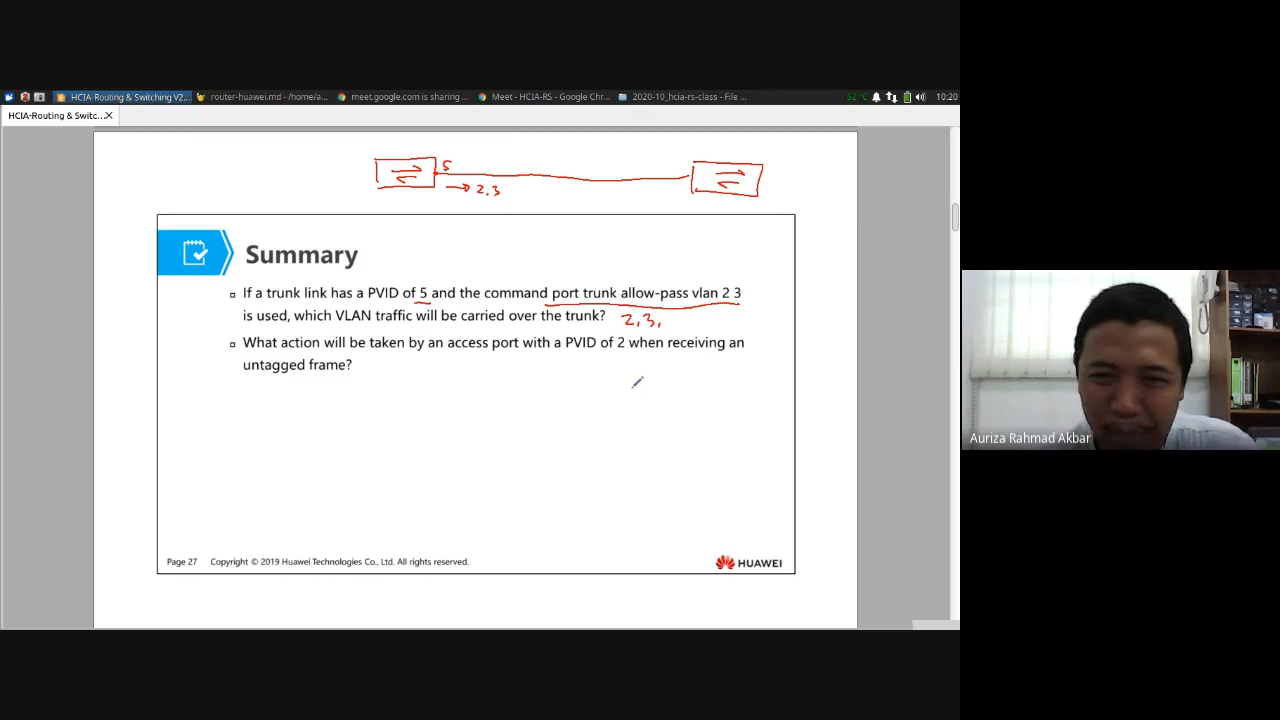 HCIA-Routing & Switching V2...
router-huawei.md - /home/a...
meet.google.com is sharing ...
Meet - HCIA-RS - Google Chr...
2020-10_hcia-rs-class - File ...
52 °C
10:20
HCIA-Routing & Switc...
5
2,3
Summary
If a trunk link has a PVID of 5 and the command port trunk allow-pass vlan 2 3
is used, which VLAN traffic will be carried over the trunk? 2,3,
What action will be taken by an access port with a PVID of 2 when receiving an
untagged frame?
Page 27 Copyright © 2019 Huawei Technologies Co., Ltd. All rights reserved.
HUAWEI
Auriza Rahmad Akbar